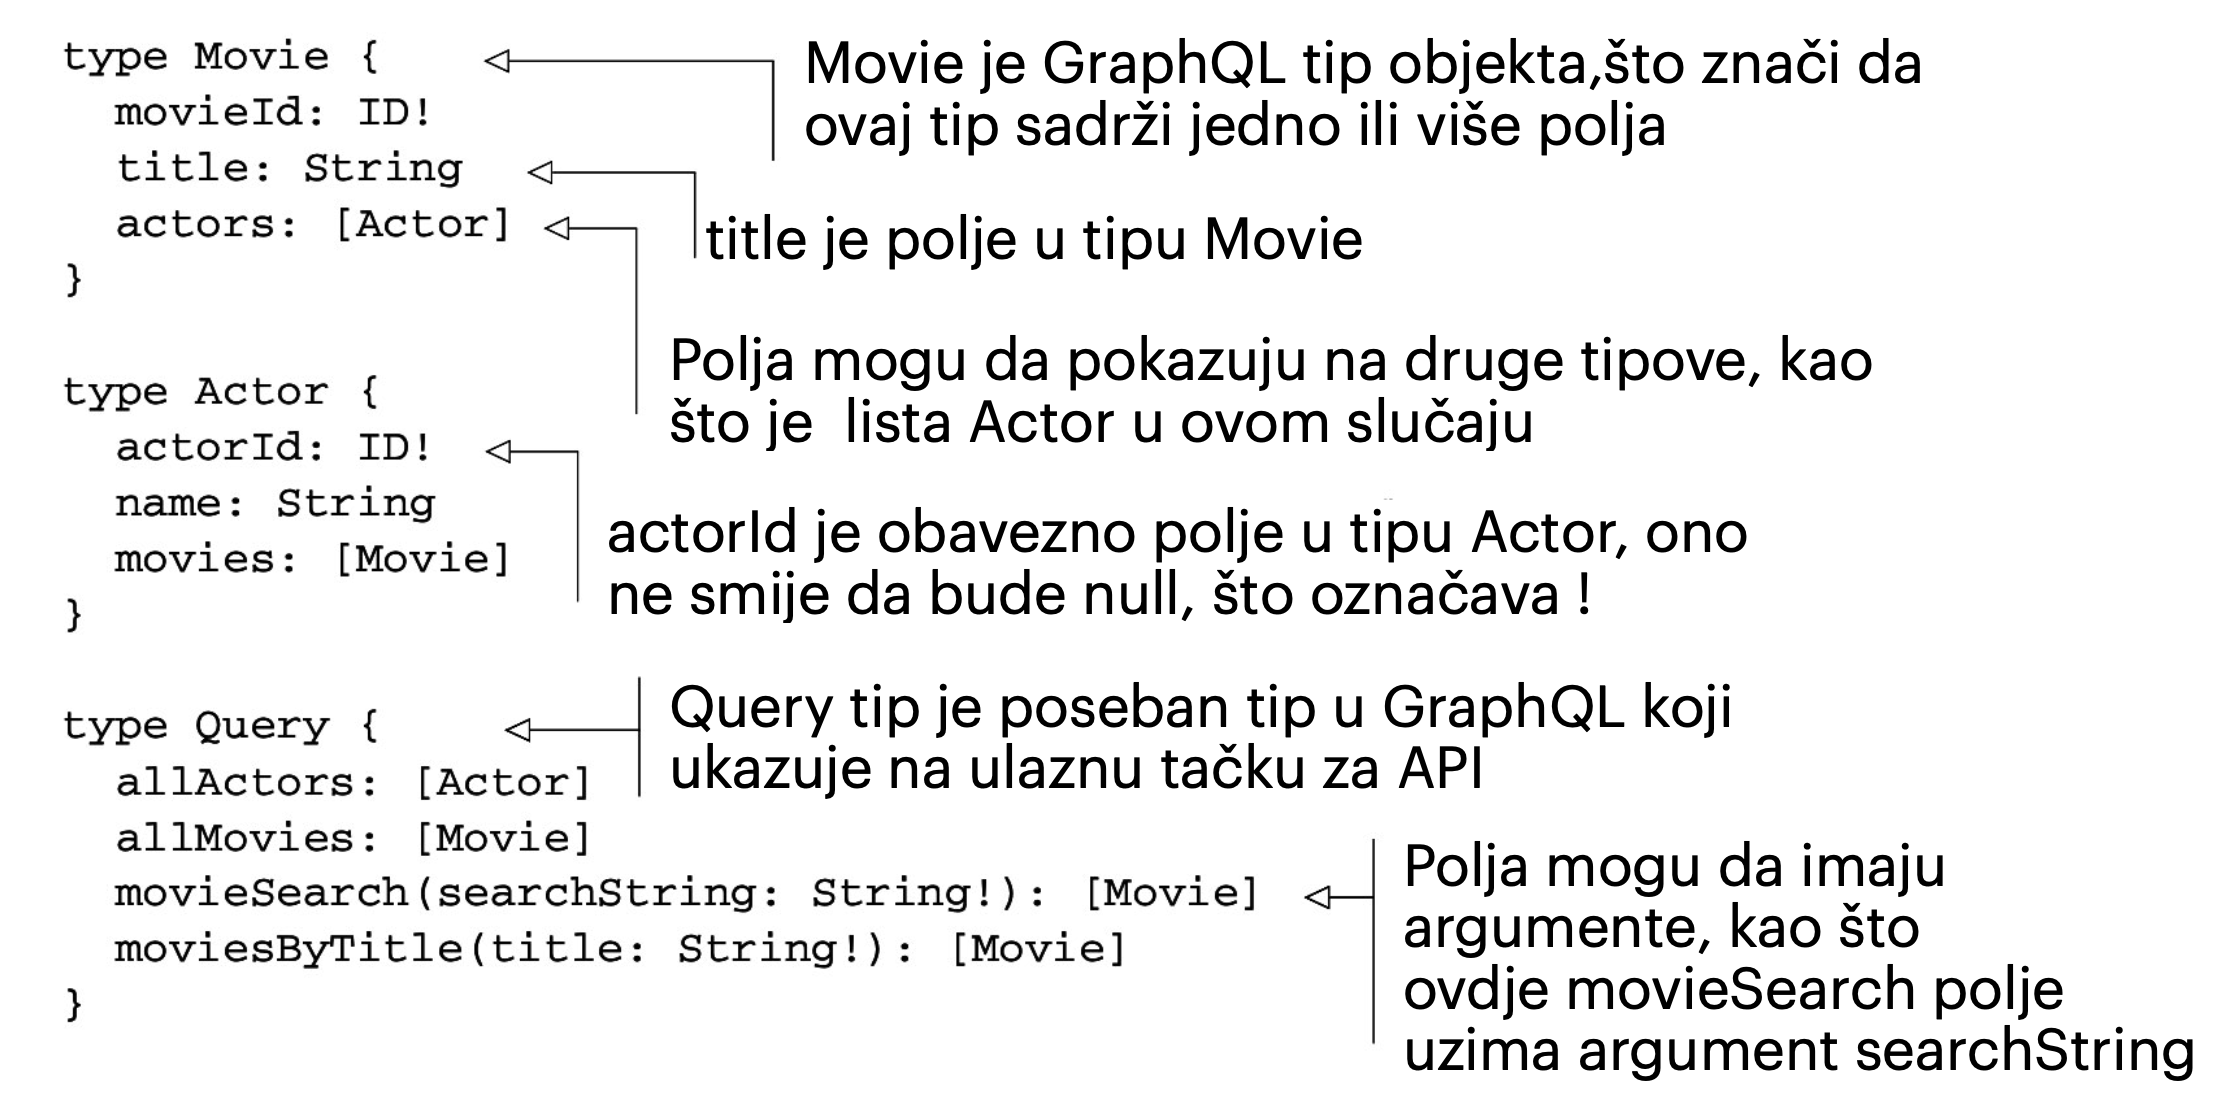 type Movie {
movieId: ID!
title: String
actors: [Actor]
}
Movie je GraphQL tip objekta,što znači da
ovaj tip sadrži jedno ili više polja
title je polje u tipu Movie
Polja mogu da pokazuju na druge tipove, kao
što je  lista Actor u ovom slučaju
type Actor {
actorId: ID!
name: String
movies: [Movie]
}
actorId je obavezno polje u tipu Actor, ono
ne smije da bude null, što označava !
type Query {
allActors: [Actor]
allMovies: [Movie]
movieSearch(searchString: String!): [Movie]
moviesByTitle(title: String!): [Movie]
}
Query tip je poseban tip u GraphQL koji
ukazuje na ulaznu tačku za API
Polja mogu da imaju
argumente, kao što
ovdje movieSearch polje
uzima argument searchString